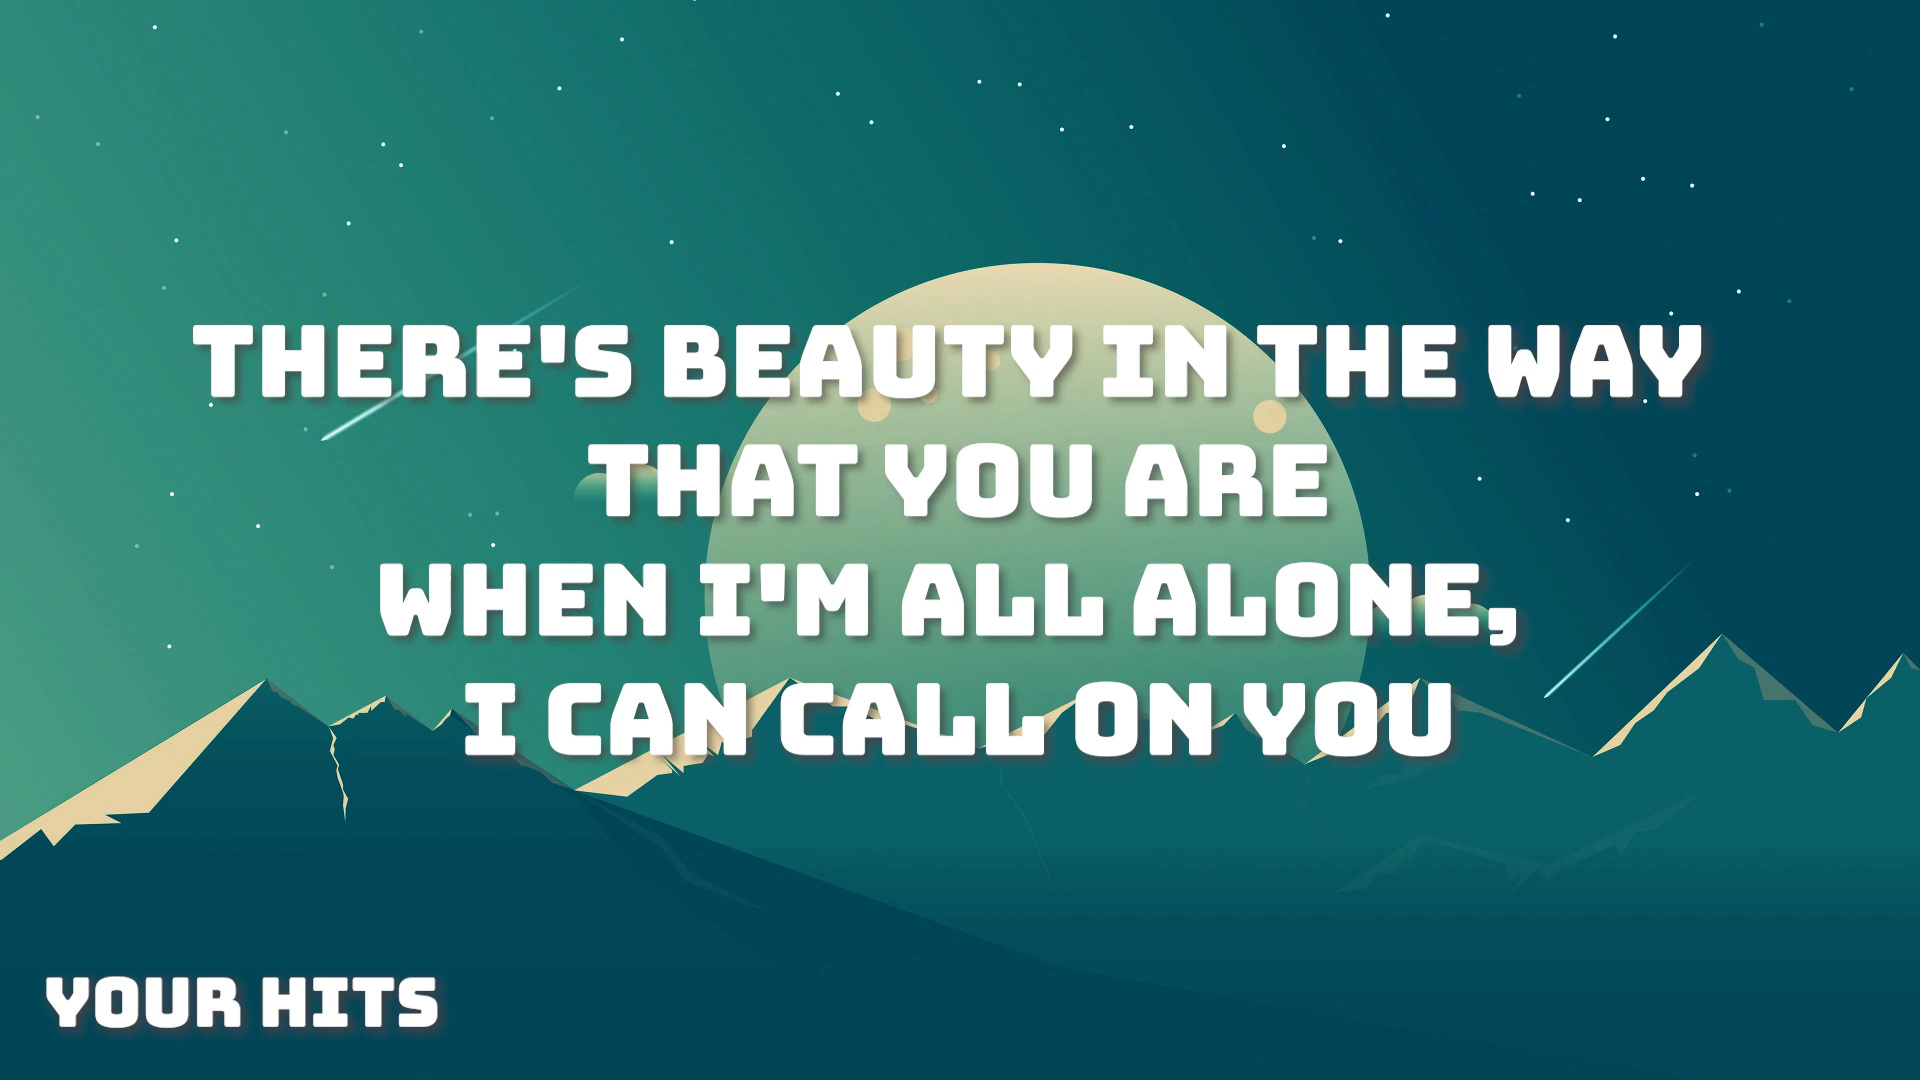 THERE'S BEAUTY IN THE WAY
THAT YOU ARE
WHEN I'M ALL ALONE,
I CAN CALL ON YOU
YOUR HITS